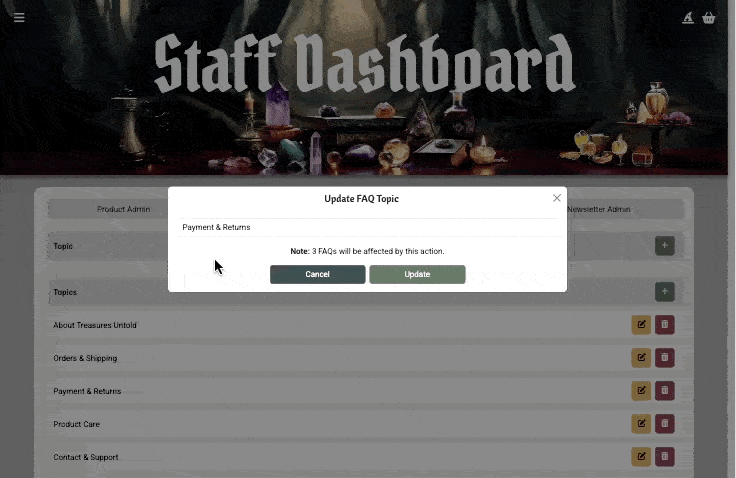 Staff Dashboard
Update FAQ Topic
Product Admin
Newsletter Admin
Payment & Returns
Topic
Note: 3 FAQs will be affected by this action.
Cancel
Update
Topics
About Treasures Untold
Orders & Shipping
Payment & Returns
Product Care
Contact & Support